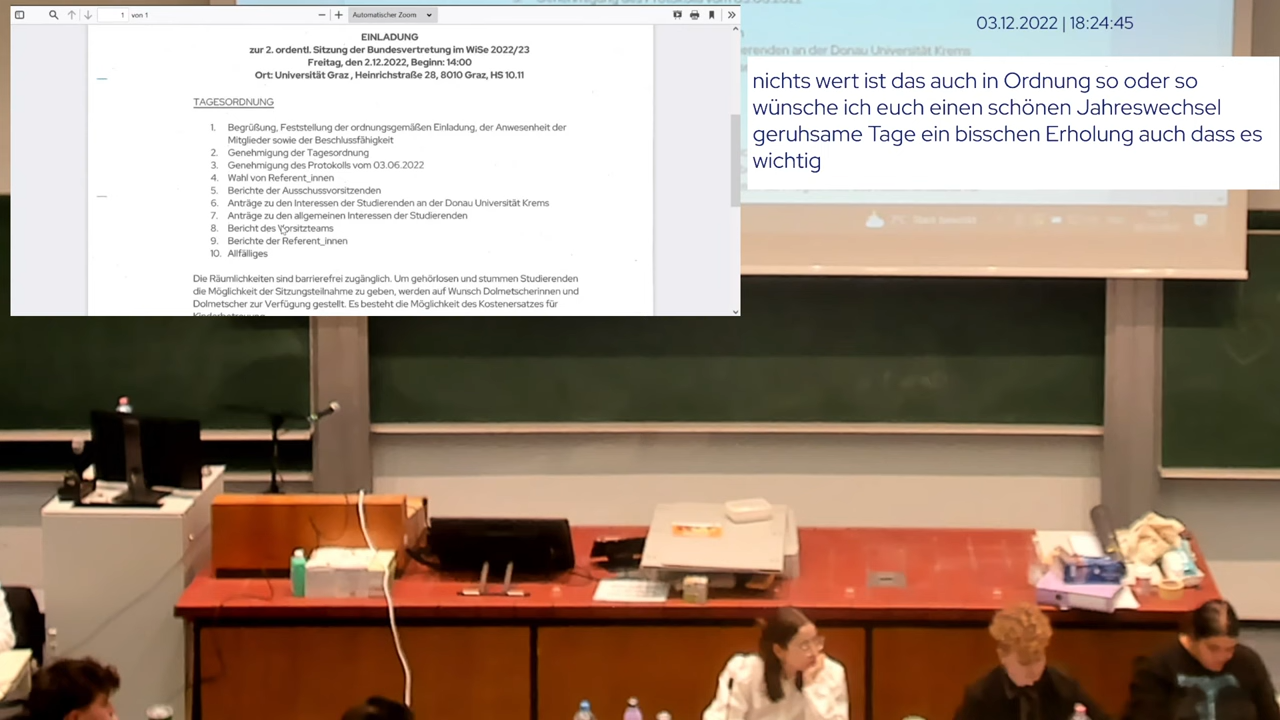 1 von 1
Automatischer Zoom
EINLADUNG
zur 2. ordentl. Sitzung der Bundesvertretung im WiSe 2022/23
Freitag, den 2.12.2022, Beginn: 14:00
Ort: Universität Graz , Heinrichstraße 28, 8010 Graz, HS 10.11
TAGESORDNUNG
1. Begrüßung, Feststellung der ordnungsgemäßen Einladung, der Anwesenheit der
Mitglieder sowie der Beschlussfähigkeit
2. Genehmigung der Tagesordnung
3. Genehmigung des Protokolls vom 03.06.2022
4. Wahl von Referent_innen
5. Berichte der Ausschussvorsitzenden
6. Anträge zu den Interessen der Studierenden an der Donau Universität Krems
7. Anträge zu den allgemeinen Interessen der Studierenden
8. Bericht des Vorsitzteams
9. Berichte der Referent_innen
10. Allfälliges
Die Räumlichkeiten sind barrierefrei zugänglich. Um gehörlosen und stummen Studierenden
die Möglichkeit der Sitzungsteilnahme zu geben, werden auf Wunsch Dolmetscherinnen und
Dolmetscher zur Verfügung gestellt. Es besteht die Möglichkeit des Kostenersatzes für
Kinderbetreuung
03.12.2022 | 18:24:45
erenden an der Donau Universität Krems
nichts wert ist das auch in Ordnung so oder so
wünsche ich euch einen schönen Jahreswechsel
geruhsame Tage ein bisschen Erholung auch dass es
wichtig